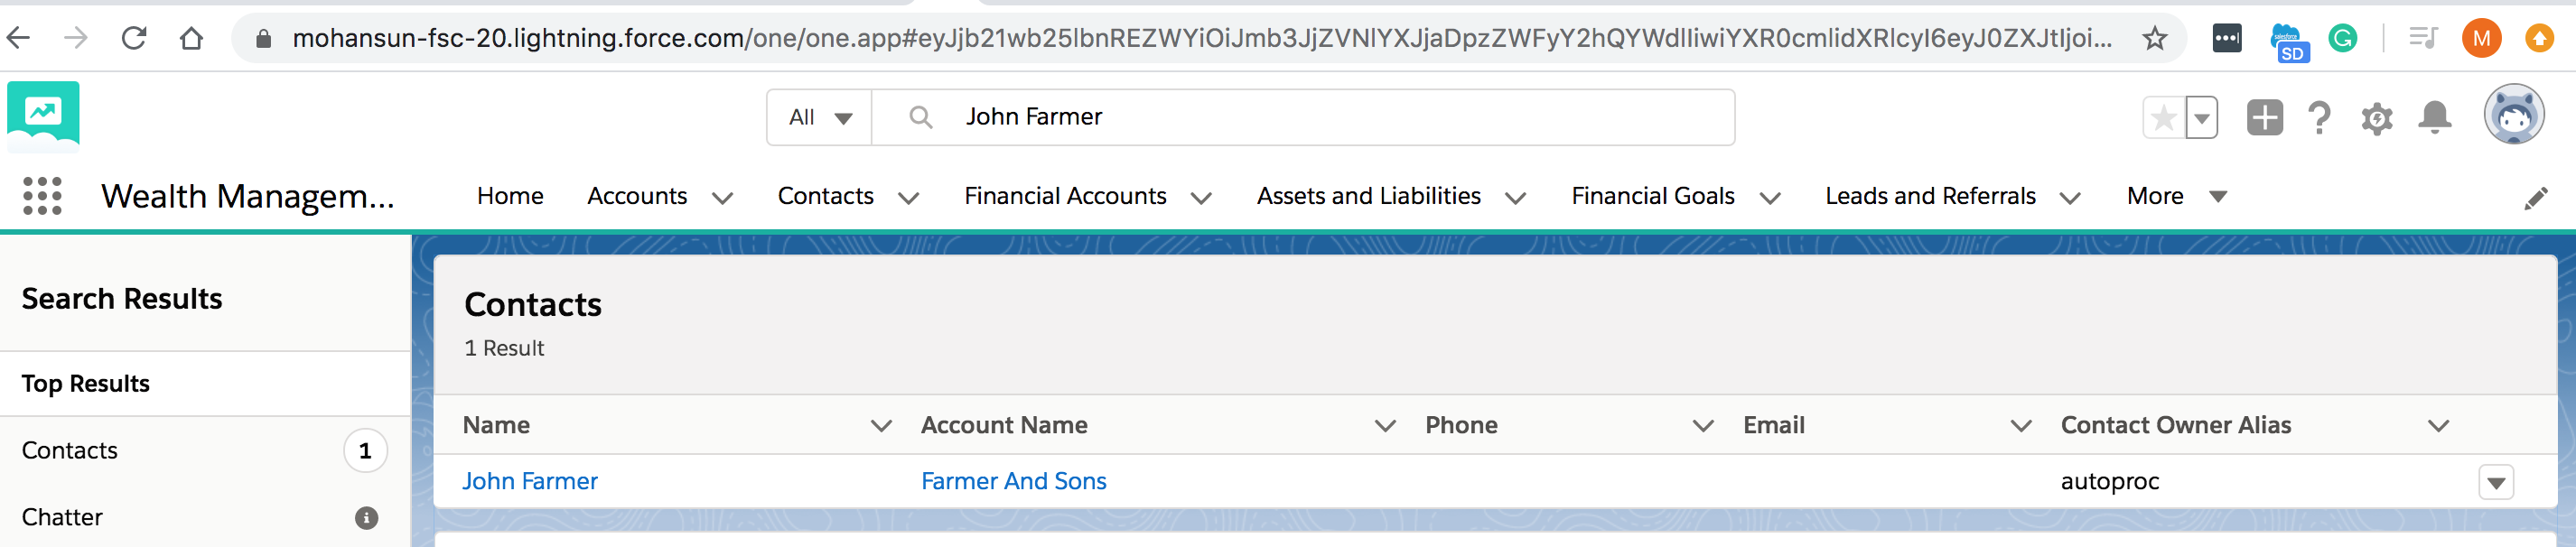 mohansun-fsc-20.lightning.force.com/one/one.app#eyJjb21wb25lbnREZWYiOiJmb3JjZVNlYXJjaDpzZWFyY2hQYWdlIiwiYXR0cmlidXRlcyI6eyJ0ZXJtIjoi...
SD
M
All
John Farmer
Wealth Managem...
Home
Accounts
Contacts
Financial Accounts
Assets and Liabilities
Financial Goals
Leads and Referrals
More
Search Results
Top Results
Contacts 1
Chatter
Contacts
1 Result
Name Account Name Phone Email Contact Owner Alias
John Farmer Farmer And Sons autoproc